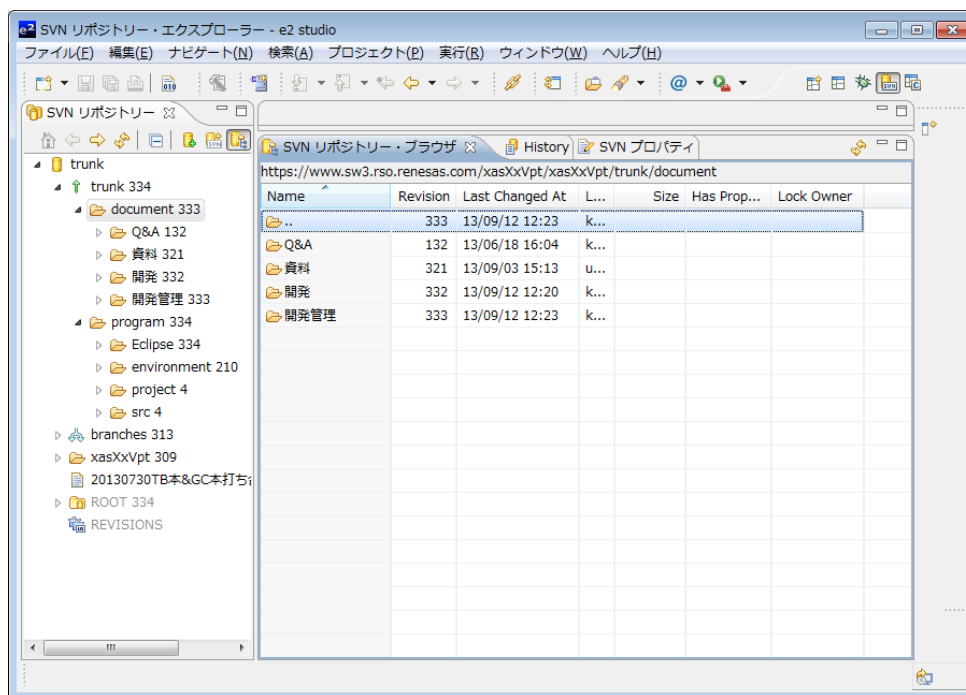 SVN リポジトリー・エクスプローラー - e2 studio
ファイル(F) 編集(E) ナビゲート(N) 検索(A) プロジェクト(P) 実行(R) ウィンドウ(W) ヘルプ(H)
SVN リポジトリー
trunk
trunk 334
document 333
Q&A 132
資料 321
開発 332
開発管理 333
program 334
Eclipse 334
environment 210
project 4
src 4
branches 313
xasXxVpt 309
20130730TB本&GC本打ち
ROOT 334
REVISIONS
SVN リポジトリー・ブラウザ History SVN プロパティ
https://www.sw3.rso.renesas.com/xasXxVpt/xasXxVpt/trunk/document
Name Revision Last Changed At L... Size Has Prop... Lock Owner
.. 333 13/09/12 12:23 k...
Q&A 132 13/06/18 16:04 k...
資料 321 13/09/03 15:13 u...
開発 332 13/09/12 12:20 k...
開発管理 333 13/09/12 12:23 k...